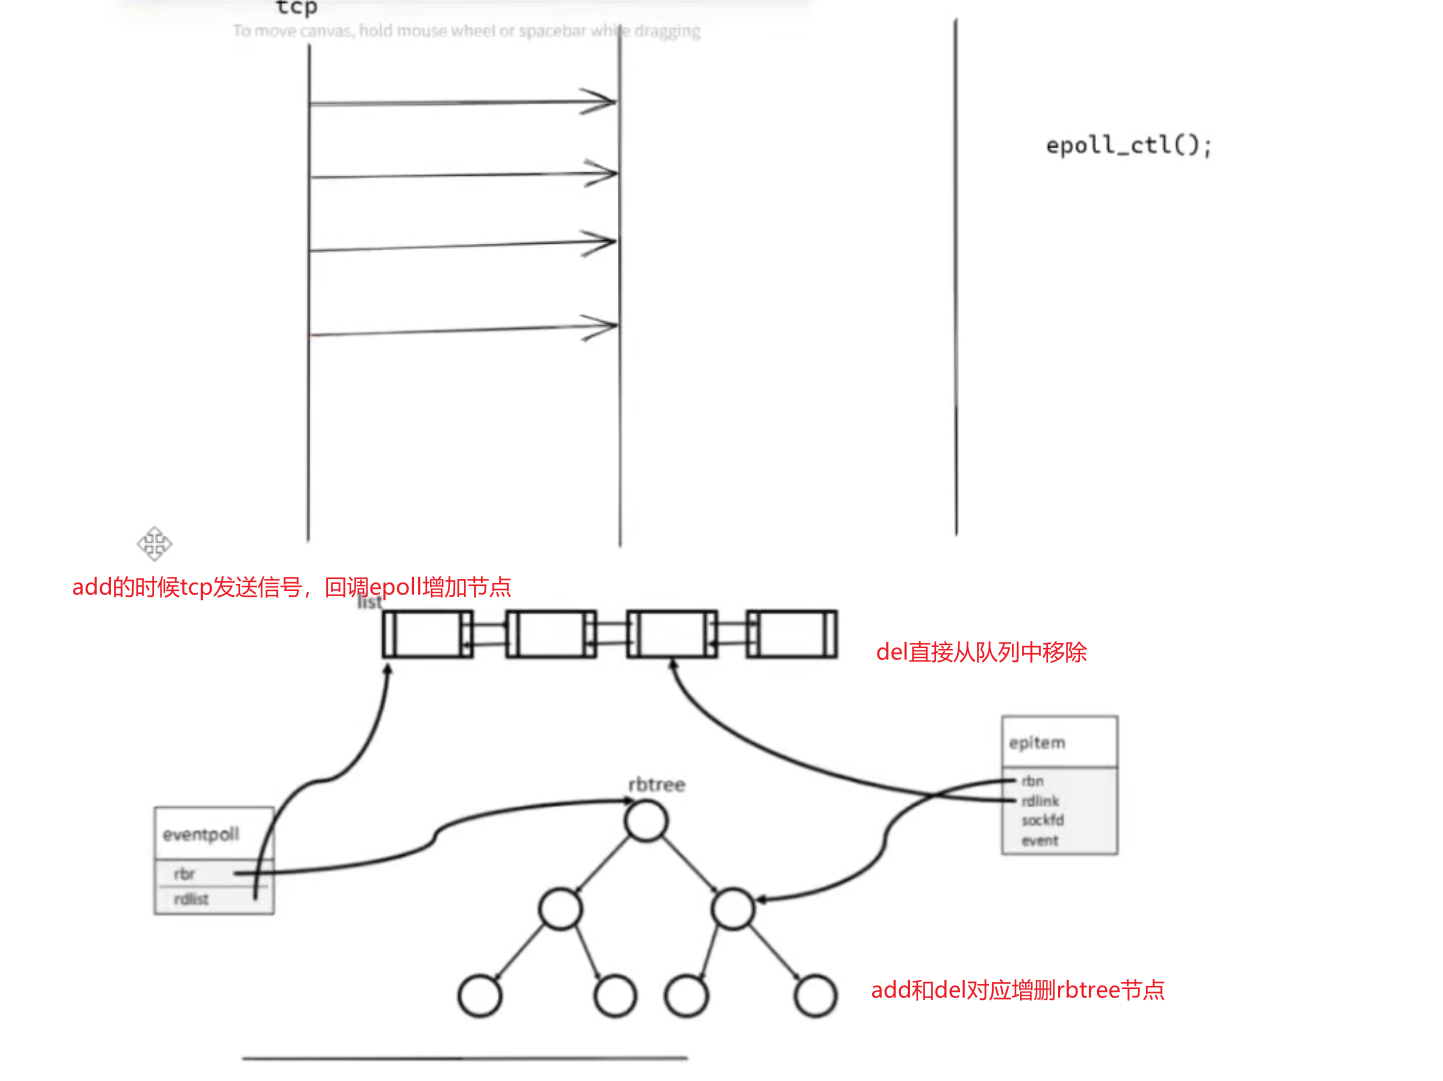 tcp
To move canvas, hold mouse wheel or spacebar while dragging
epoll_ctl();
add的时候tcp发送信号，回调epoll增加节点
list
del直接从队列中移除
epitem
rbn
rdlink
sockfd
event
rbtree
eventpoll
rbr
rdlist
add和del对应增删rbtree节点